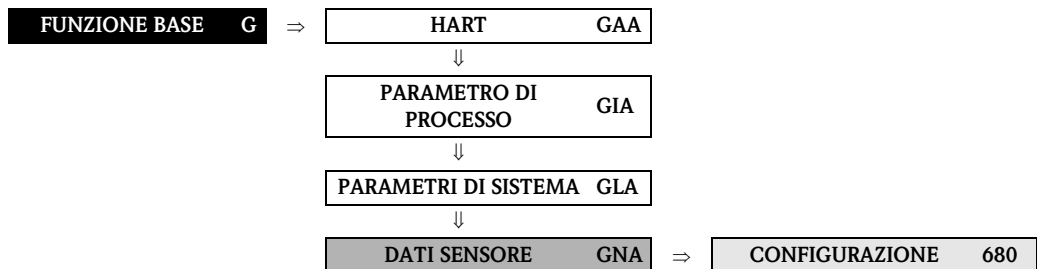 FUNZIONE BASE G ⇒ HART GAA
⇓
PARAMETRO DI
PROCESSO GIA
⇓
PARAMETRI DI SISTEMA GLA
⇓
DATI SENSORE GNA ⇒ CONFIGURAZIONE 680